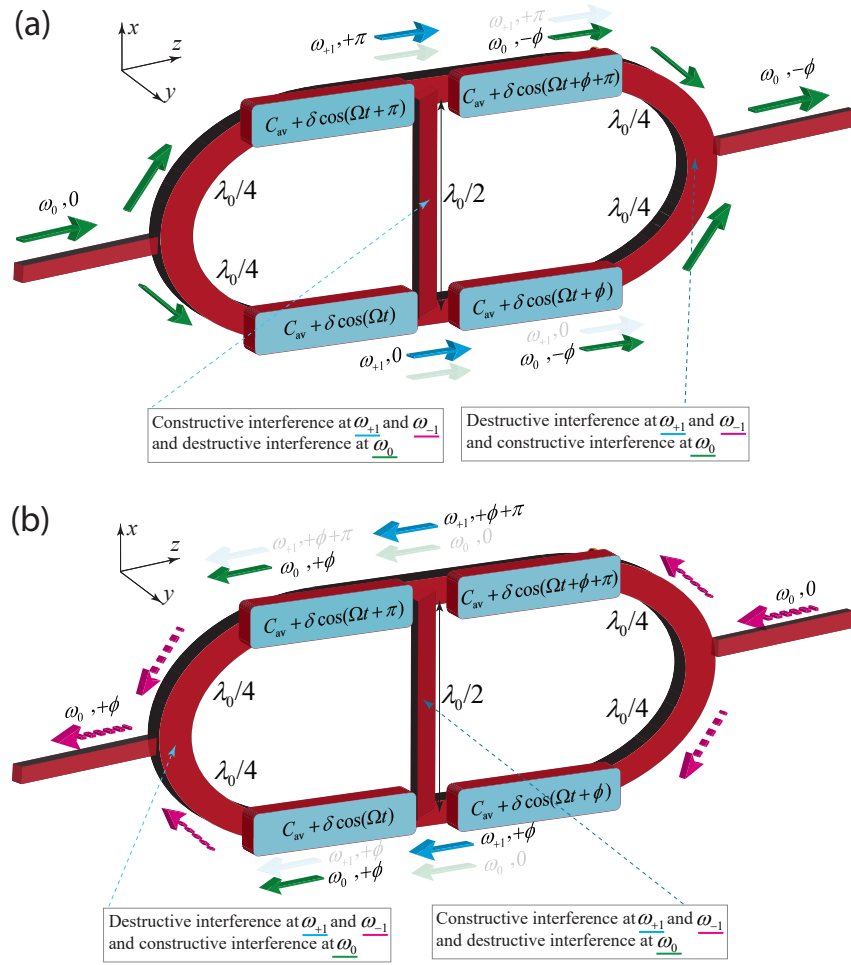 (a)
x
z
y
ω+1 ,+π
ω+1 ,+π
ω0 ,−ϕ
Cav + δ cos(Ωt + π)
Cav + δ cos(Ωt+ϕ+π)
ω0 ,−ϕ
λ0/4
λ0/4
ω0 ,0
λ0/2
λ0/4
λ0/4
Cav + δ cos(Ωt)
Cav + δ cos(Ωt+ϕ)
ω+1 ,0
ω+1 ,0
ω0 ,−ϕ
Constructive interference at ω+1 and ω−1
and destructive interference at ω0
Destructive interference at ω+1 and ω−1
and constructive interference at ω0
(b)
x
z
y
ω+1 ,+ϕ+π
ω+1 ,+ϕ+π
ω0 ,0
ω0 ,+ϕ
Cav + δ cos(Ωt + π)
Cav + δ cos(Ωt+ϕ+π)
ω0 ,0
λ0/4
λ0/4
ω0 ,+ϕ
λ0/2
λ0/4
λ0/4
Cav + δ cos(Ωt)
Cav + δ cos(Ωt+ϕ)
ω+1 ,+ϕ
ω+1 ,+ϕ
ω0 ,0
ω0 ,+ϕ
Destructive interference at ω+1 and ω−1
and constructive interference at ω0
Constructive interference at ω+1 and ω−1
and destructive interference at ω0